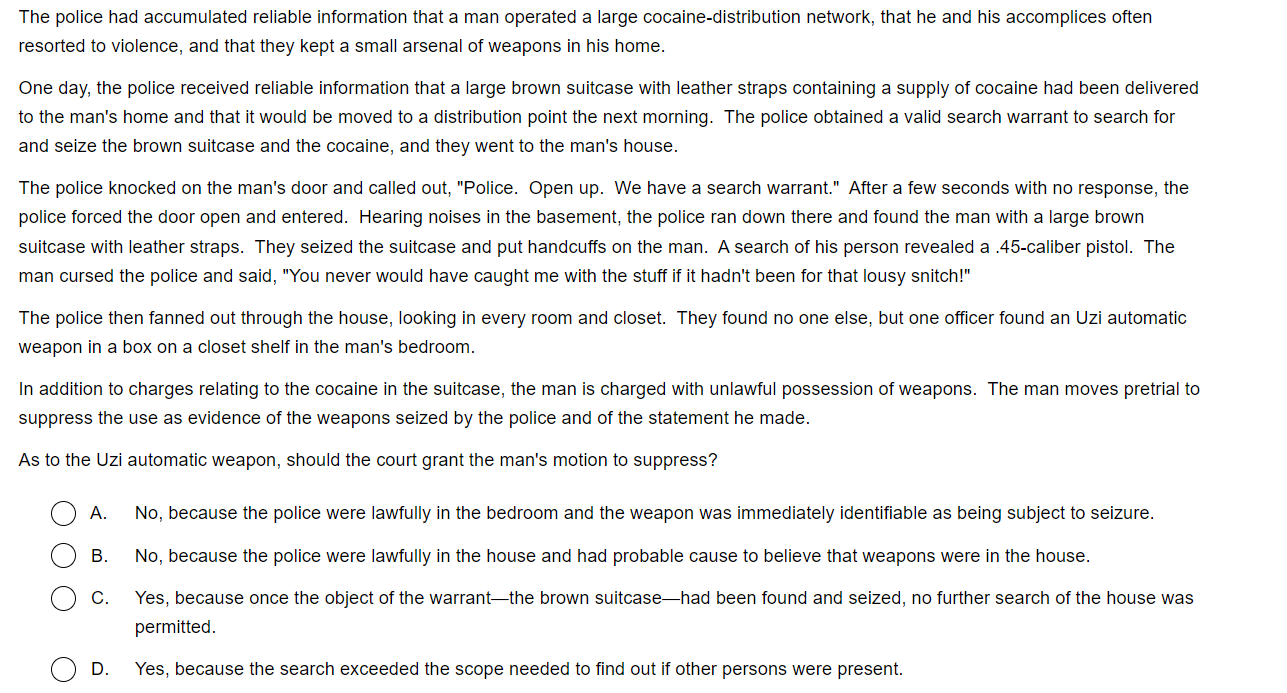 The police had accumulated reliable information that a man operated a large cocaine-distribution network, that he and his accomplices often
resorted to violence, and that they kept a small arsenal of weapons in his home.
One day, the police received reliable information that a large brown suitcase with leather straps containing a supply of cocaine had been delivered
to the man's home and that it would be moved to a distribution point the next morning.  The police obtained a valid search warrant to search for
and seize the brown suitcase and the cocaine, and they went to the man's house.
The police knocked on the man's door and called out, "Police.  Open up.  We have a search warrant."  After a few seconds with no response, the
police forced the door open and entered.  Hearing noises in the basement, the police ran down there and found the man with a large brown
suitcase with leather straps.  They seized the suitcase and put handcuffs on the man.  A search of his person revealed a .45-caliber pistol.  The
man cursed the police and said, "You never would have caught me with the stuff if it hadn't been for that lousy snitch!"
The police then fanned out through the house, looking in every room and closet.  They found no one else, but one officer found an Uzi automatic
weapon in a box on a closet shelf in the man's bedroom.
In addition to charges relating to the cocaine in the suitcase, the man is charged with unlawful possession of weapons.  The man moves pretrial to
suppress the use as evidence of the weapons seized by the police and of the statement he made.
As to the Uzi automatic weapon, should the court grant the man's motion to suppress?
A. No, because the police were lawfully in the bedroom and the weapon was immediately identifiable as being subject to seizure.
B. No, because the police were lawfully in the house and had probable cause to believe that weapons were in the house.
C. Yes, because once the object of the warrant—the brown suitcase—had been found and seized, no further search of the house was
permitted.
D. Yes, because the search exceeded the scope needed to find out if other persons were present.